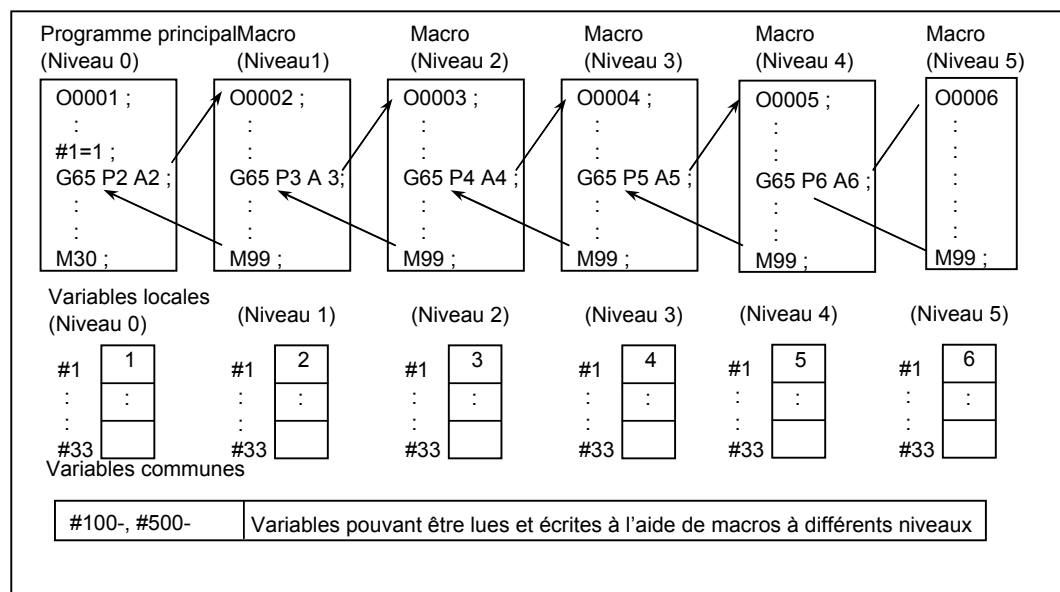 Programme principal Macro Macro Macro Macro Macro
(Niveau 0) (Niveau1) (Niveau 2) (Niveau 3) (Niveau 4) (Niveau 5)
O0001 ; O0002 ; O0003 ; O0004 ; O0005 ; O0006
: : : : : :
#1=1 ; : : : : :
G65 P2 A2 ; G65 P3 A 3; G65 P4 A4 ; G65 P5 A5 ; G65 P6 A6 ; :
: : : : : :
: : : : : :
M30 ; M99 ; M99 ; M99 ; M99 ; M99 ;
Variables locales
(Niveau 0) (Niveau 1) (Niveau 2) (Niveau 3) (Niveau 4) (Niveau 5)
#1 1 #1 2 #1 3 #1 4 #1 5 #1 6
: : : : : : : : : : : :
: : : : : :
#33 #33 #33 #33 #33 #33
Variables communes
#100-, #500- Variables pouvant être lues et écrites à l’aide de macros à différents niveaux